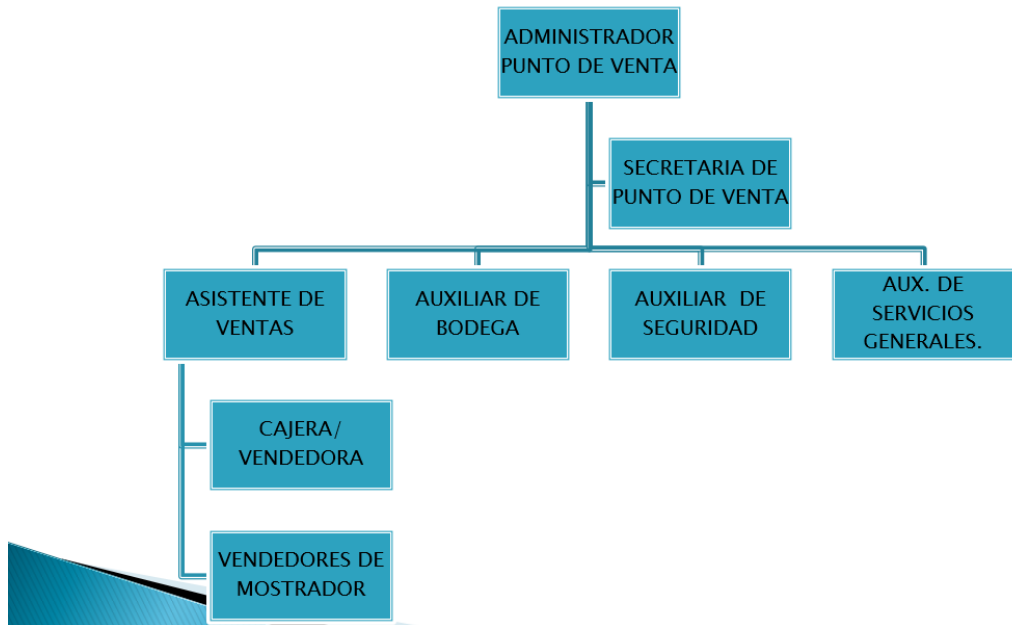 ADMINISTRADOR
PUNTO DE VENTA
SECRETARIA DE
PUNTO DE VENTA
ASISTENTE DE
VENTAS
AUXILIAR DE
BODEGA
AUXILIAR DE
SEGURIDAD
AUX. DE
SERVICIOS
GENERALES.
CAJERA/
VENDEDORA
VENDEDORES DE
MOSTRADOR